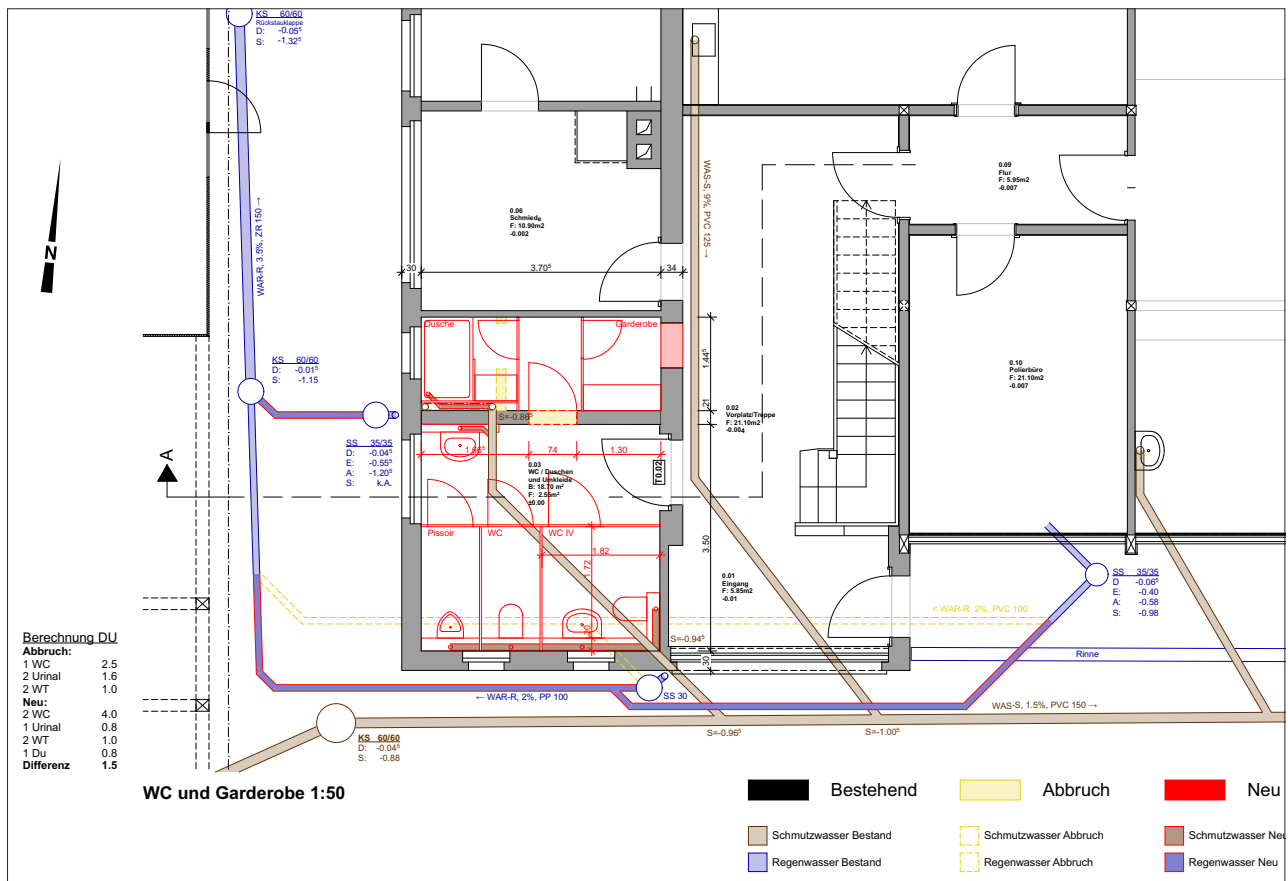 KS 60/60
Rückstauklappe
D: -0.05⁵
S: -1.32⁵
N
WAR-R, 3.5%, ZR 150 →
WAS-S, 9%, PVC 125 →
0.06
Schmiede
F: 10.90m2
-0.002
0.09
Flur
F: 5.95m2
-0.007
30
3.70⁵
34
KS 60/60
D: -0.01⁵
S: -1.15
Dusche
Garderobe
1.44⁵
21
0.10
Polierbüro
F: 21.10m2
-0.007
0.02
Vorplatz/Treppe
F: 21.10m2
-0.004
S=-0.86⁵
SS 35/35
D: -0.04⁵
E: -0.55⁵
A: -1.20⁵
S: k.A.
A
1.66⁵
74
1.30
0.03
WC / Duschen
und Umkleide
B: 18.70 m²
F: 2.55m²
±0.00
T0.02
Pissoir
WC
WC IV
1.82
1.72
20
3.50
30
0.01
Eingang
F: 5.85m2
-0.01
SS 35/35
D -0.06⁵
E: -0.40
A: -0.58
S: -0.98
< WAR-R, 2%, PVC 100
S=-0.94⁵
Rinne
← WAR-R, 2%, PP 100
SS 30
WAS-S, 1.5%, PVC 150 →
S=-0.96⁵
S=-1.00⁵
KS 60/60
D: -0.04⁵
S: -0.88
Berechnung DU
Abbruch:
1 WC 2.5
2 Urinal 1.6
2 WT 1.0
Neu:
2 WC 4.0
1 Urinal 0.8
2 WT 1.0
1 Du 0.8
Differenz 1.5
WC und Garderobe 1:50
Bestehend
Abbruch
Neu
Schmutzwasser Bestand
Schmutzwasser Abbruch
Schmutzwasser Neu
Regenwasser Bestand
Regenwasser Abbruch
Regenwasser Neu